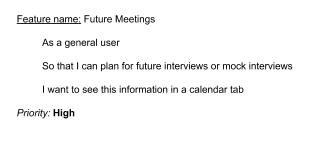 Feature name: Future Meetings
As a general user
So that I can plan for future interviews or mock interviews
I want to see this information in a calendar tab
Priority: High